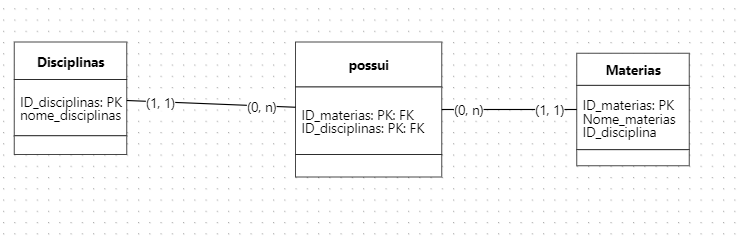 Disciplinas
ID_disciplinas: PK
nome_disciplinas
(1, 1)
(0, n)
possui
ID_materias: PK: FK
ID_disciplinas: PK: FK
(0, n)
(1, 1)
Materias
ID_materias: PK
Nome_materias
ID_disciplina